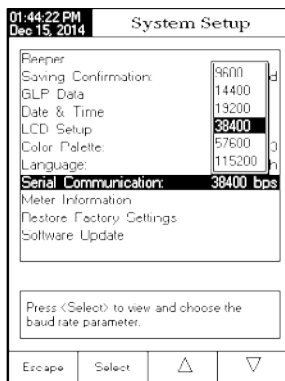 01:44:22 PM
Dec 15, 2014
System Setup
Beeper
Saving Confirmation:
GLP Data
Date & Time
LCD Setup
Color Palette:
Language:
Serial Communication: 38400 bps
Meter Information
Restore Factory Settings
Software Update
9600
14400
19200
38400
57600
115200
Press <Select> to view and choose the
baud rate parameter.
Escape Select